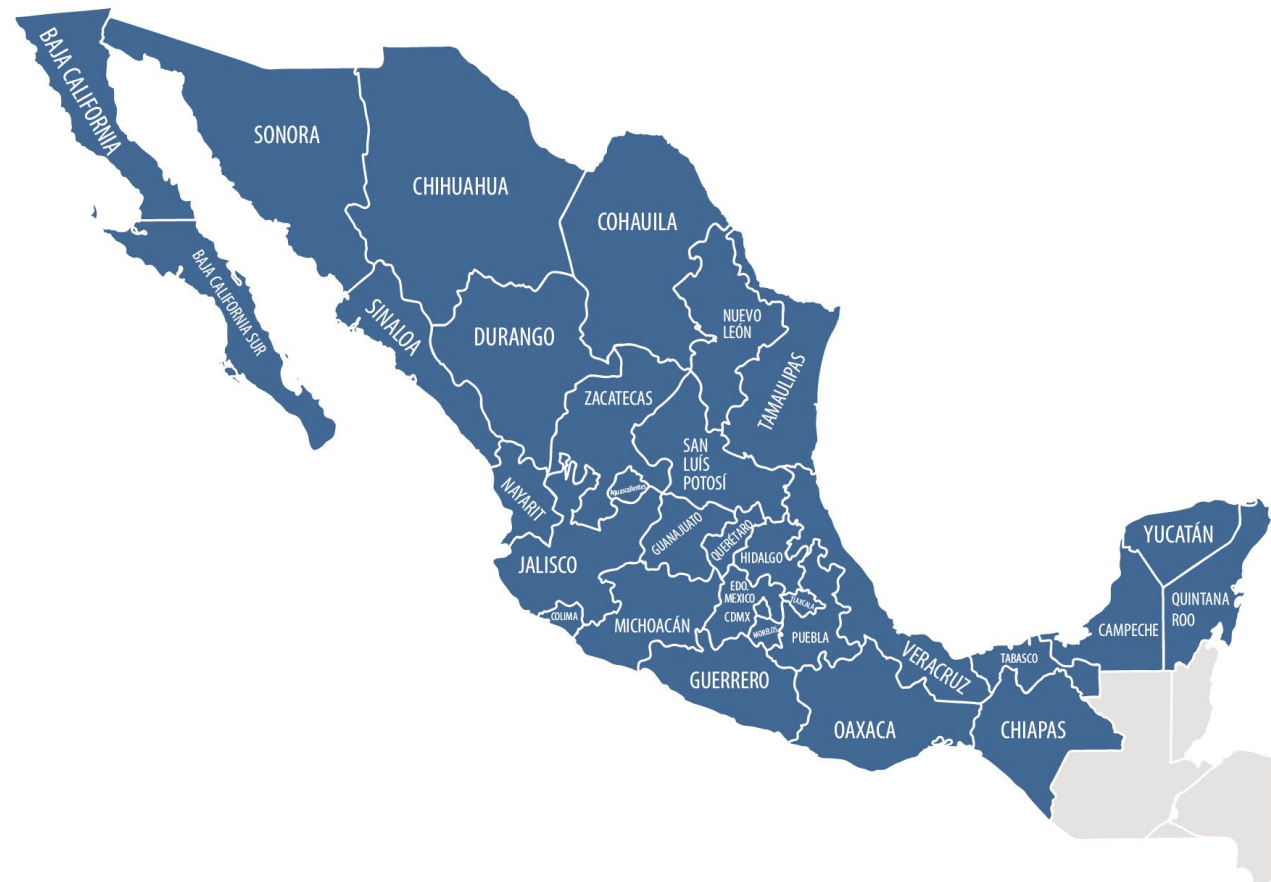 BAJA CALIFORNIA
SONORA
CHIHUAHUA
COHAUILA
BAJA CALIFORNIA SUR
SINALOA
DURANGO
NUEVO
LEÓN
TAMAULIPAS
ZACATECAS
SAN
LUÍS
POTOSÍ
NAYARIT
Aguascalientes
JALISCO
GUANAJUATO
QUERÉTARO
HIDALGO
COLIMA
MICHOACÁN
EDO.
MEXICO
CDMX
MORELOS
TLAXCALA
PUEBLA
GUERRERO
OAXACA
VERACRUZ
TABASCO
CHIAPAS
CAMPECHE
YUCATÁN
QUINTANA
ROO